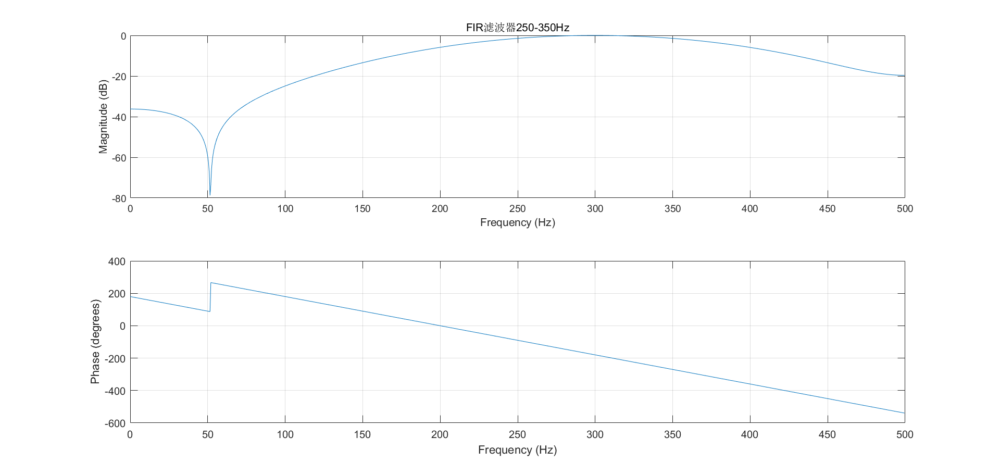 FIR滤波器250-350Hz
0
-20
-40
-60
-80
Magnitude (dB)
0 50 100 150 200 250 300 350 400 450 500
Frequency (Hz)
400
200
0
-200
-400
-600
Phase (degrees)
0 50 100 150 200 250 300 350 400 450 500
Frequency (Hz)